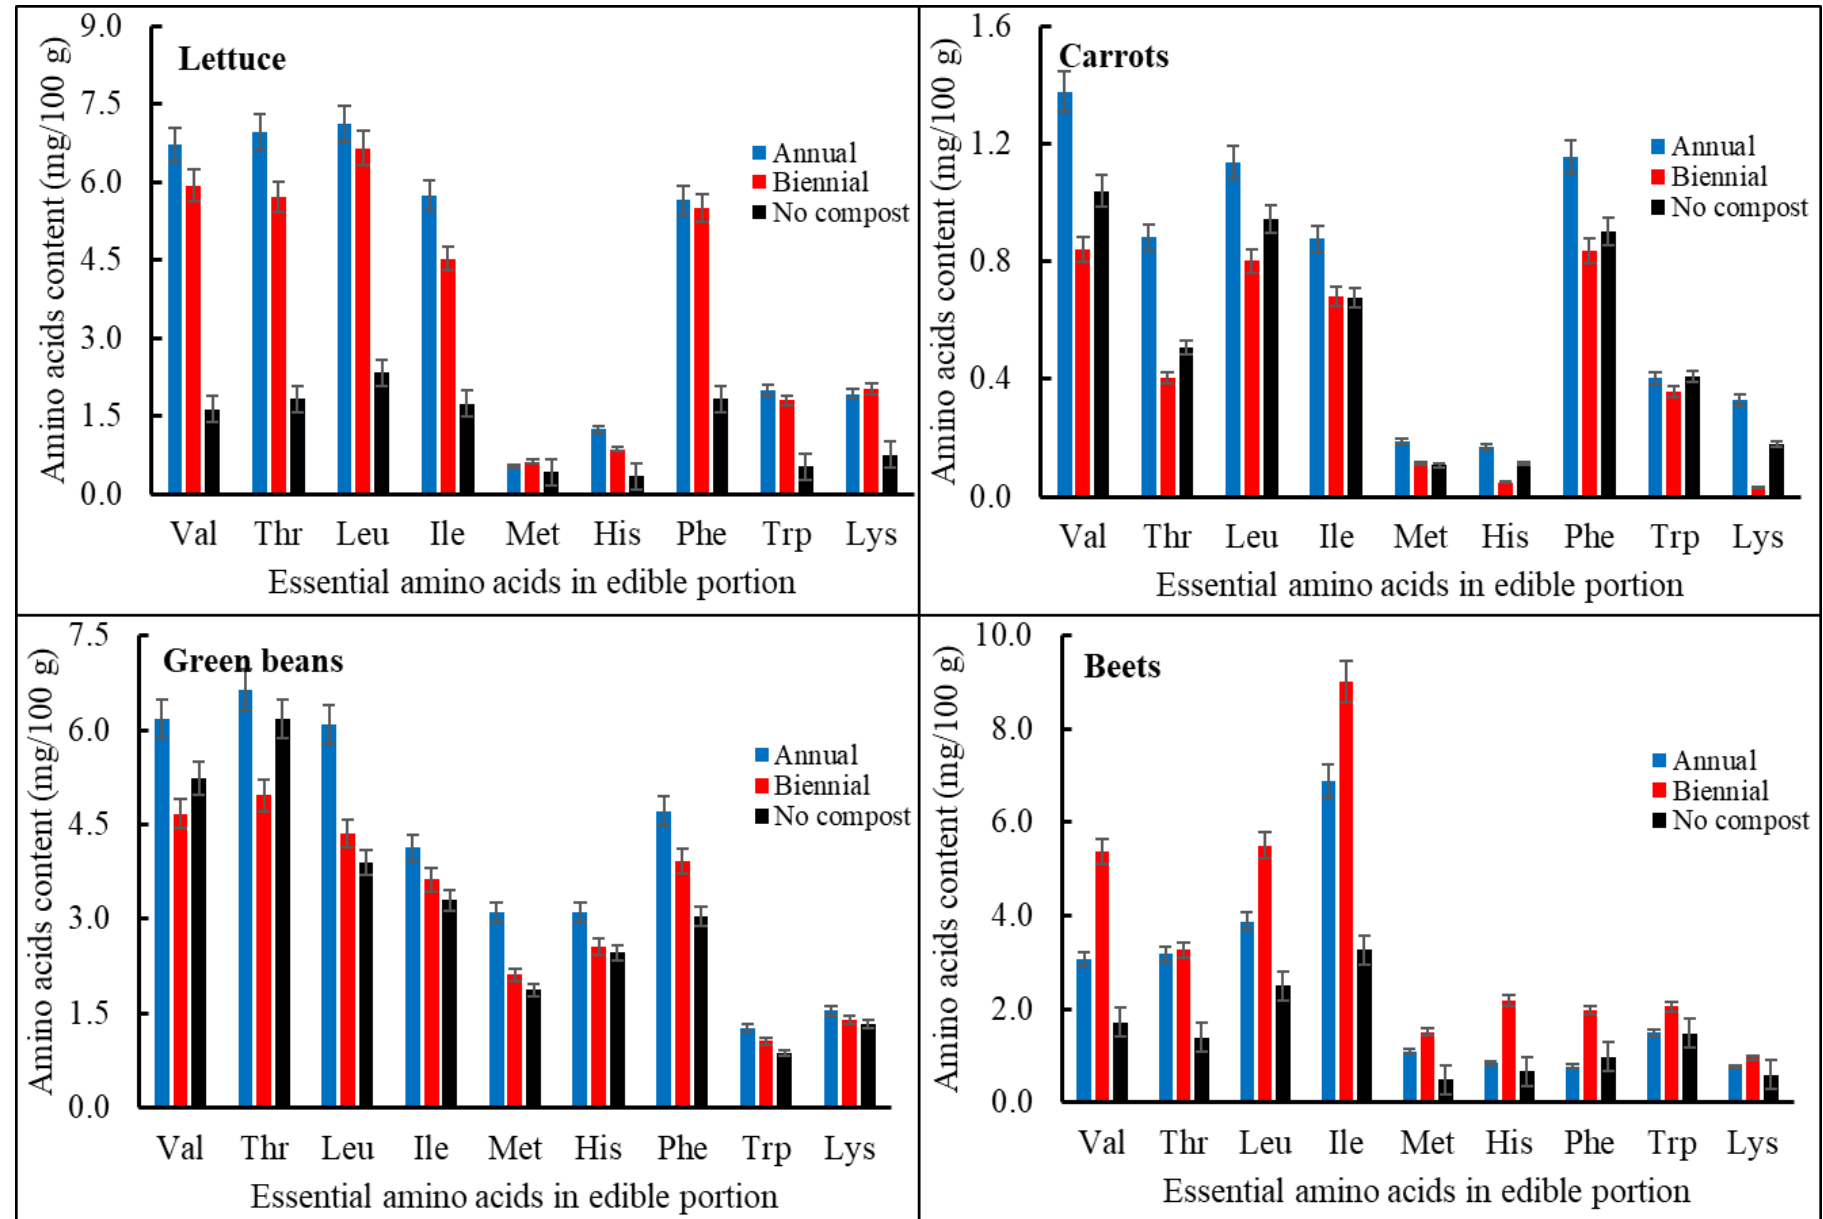 Lettuce
Amino acids content (mg/100 g)
9.0
7.5
6.0
4.5
3.0
1.5
0.0
Annual
Biennial
No compost
Val Thr Leu Ile Met His Phe Trp Lys
Essential amino acids in edible portion
Carrots
Amino acids content (mg/100 g)
1.6
1.2
0.8
0.4
0.0
Annual
Biennial
No compost
Val Thr Leu Ile Met His Phe Trp Lys
Essential amino acids in edible portion
Green beans
Amino acids content (mg/100 g)
7.5
6.0
4.5
3.0
1.5
0.0
Annual
Biennial
No compost
Val Thr Leu Ile Met His Phe Trp Lys
Essential amino acids in edible portion
Beets
Amino acids content (mg/100 g)
10.0
8.0
6.0
4.0
2.0
0.0
Annual
Biennial
No compost
Val Thr Leu Ile Met His Phe Trp Lys
Essential amino acids in edible portion